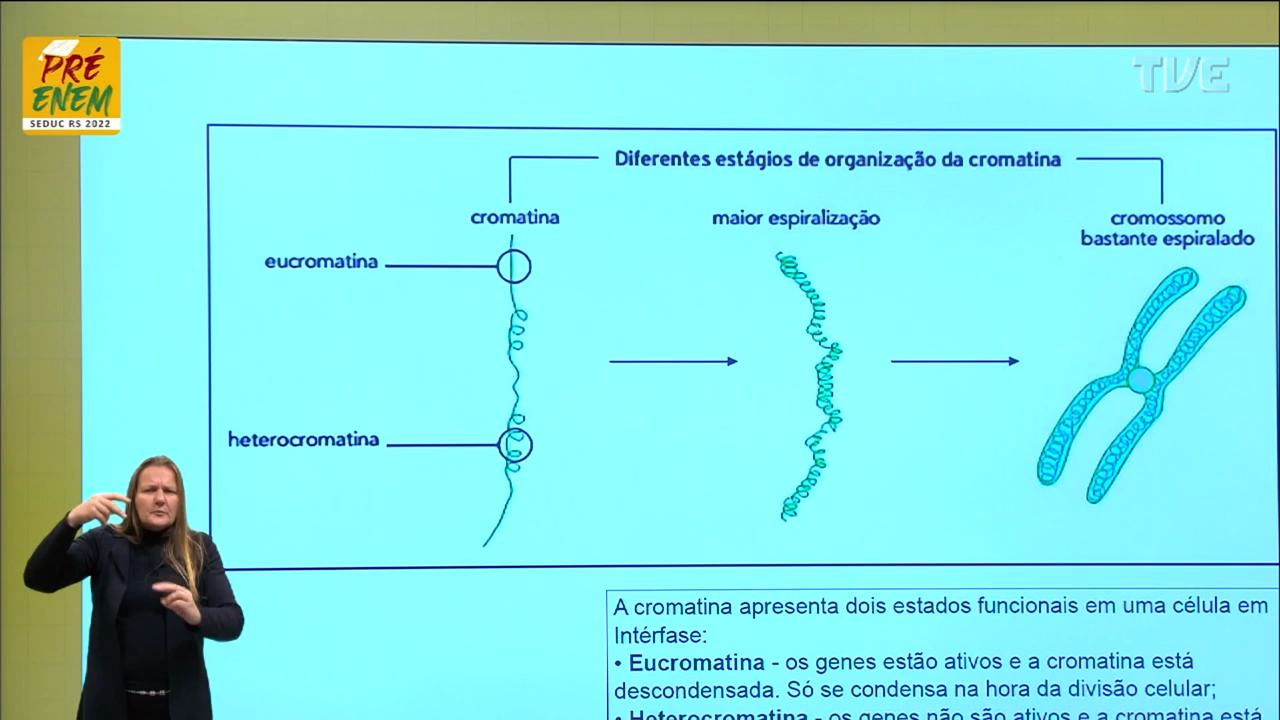 PRÉ
ENEM
SEDUC RS 2022
TVE
Diferentes estágios de organização da cromatina
cromatina
maior espiralização
cromossomo
bastante espiralado
eucromatina
heterocromatina
A cromatina apresenta dois estados funcionais em uma célula em
Intérfase:
• Eucromatina - os genes estão ativos e a cromatina está
descondensada. Só se condensa na hora da divisão celular;
• Heterocromatina - os genes não são ativos e a cromatina está